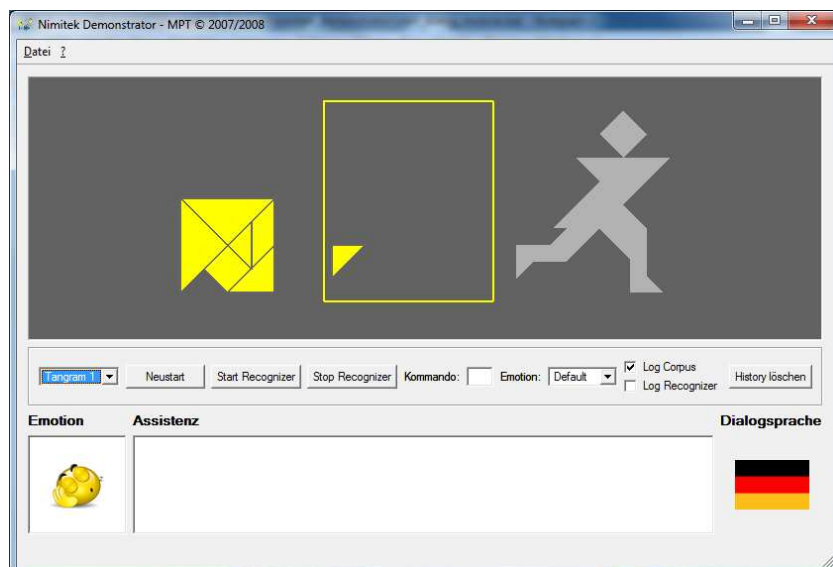 Nimitek Demonstrator - MPT © 2007/2008
Datei ?
Tangram 1 Neustart Start Recognizer Stop Recognizer Kommando: Emotion: Default Log Corpus
Log Recognizer
History löschen
Emotion Assistenz Dialogsprache